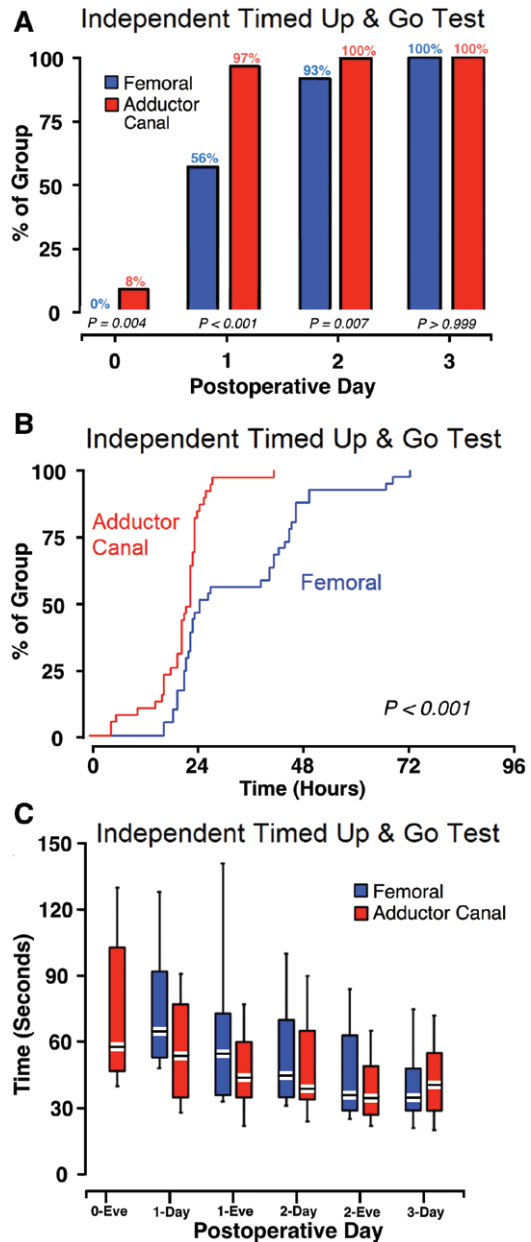 A
Independent Timed Up & Go Test
% of Group
100
75
50
25
0
Femoral
Adductor
Canal
0%
8%
56%
97%
93%
100%
100%
100%
P = 0.004
P < 0.001
P = 0.007
P > 0.999
0
1
2
3
Postoperative Day
B
Independent Timed Up & Go Test
% of Group
100
75
50
25
0
Adductor
Canal
Femoral
P < 0.001
0
24
48
72
96
Time (Hours)
C
Independent Timed Up & Go Test
Time (Seconds)
150
120
90
60
30
0
Femoral
Adductor Canal
0-Eve
1-Day
1-Eve
2-Day
2-Eve
3-Day
Postoperative Day